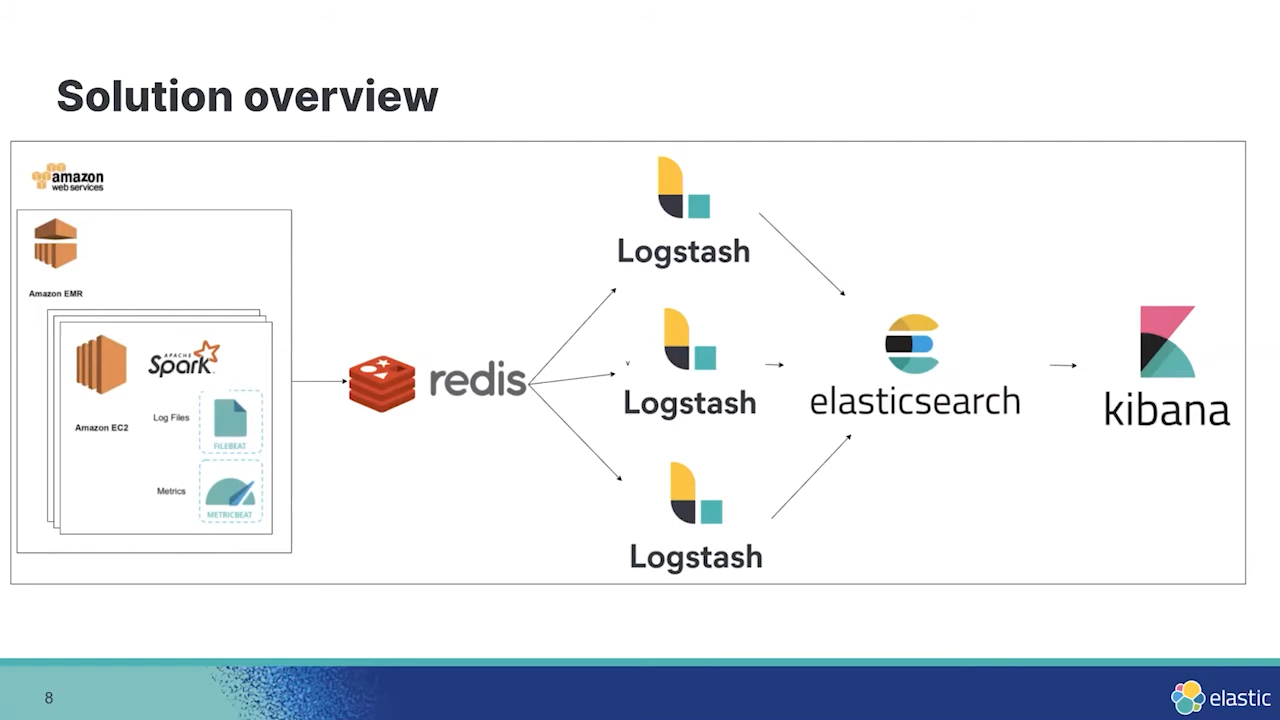 Solution overview
amazon
web services
Amazon EMR
Amazon EC2
APACHE
Spark
Log Files
FILEBEAT
Metrics
METRICBEAT
redis
Logstash
v
Logstash
Logstash
elasticsearch
kibana
8
elastic